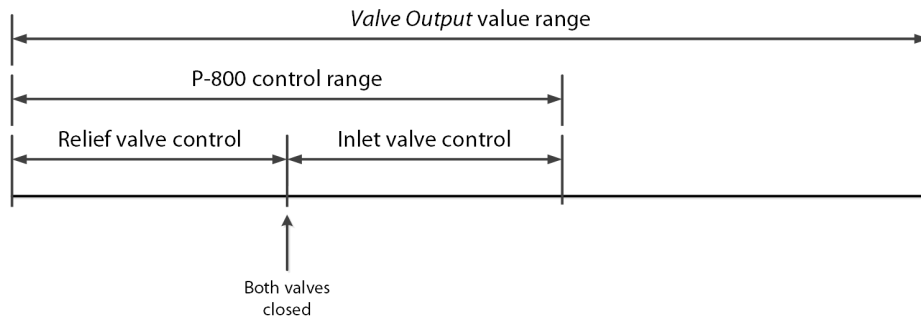 Valve Output value range
P-800 control range
Relief valve control
Inlet valve control
Both valves
closed